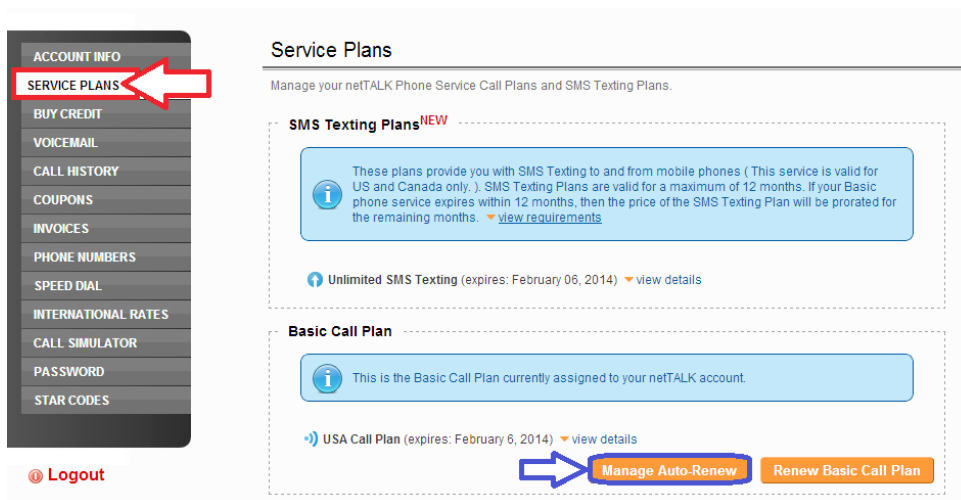 ACCOUNT INFO
SERVICE PLANS
BUY CREDIT
VOICEMAIL
CALL HISTORY
COUPONS
INVOICES
PHONE NUMBERS
SPEED DIAL
INTERNATIONAL RATES
CALL SIMULATOR
PASSWORD
STAR CODES
Logout
Service Plans
Manage your netTALK Phone Service Call Plans and SMS Texting Plans.
SMS Texting Plans NEW
These plans provide you with SMS Texting to and from mobile phones ( This service is valid for
US and Canada only. ). SMS Texting Plans are valid for a maximum of 12 months. If your Basic
phone service expires within 12 months, then the price of the SMS Texting Plan will be prorated for
the remaining months. view requirements
Unlimited SMS Texting (expires: February 06, 2014) view details
Basic Call Plan
This is the Basic Call Plan currently assigned to your netTALK account.
USA Call Plan (expires: February 6, 2014) view details
Manage Auto-Renew Renew Basic Call Plan